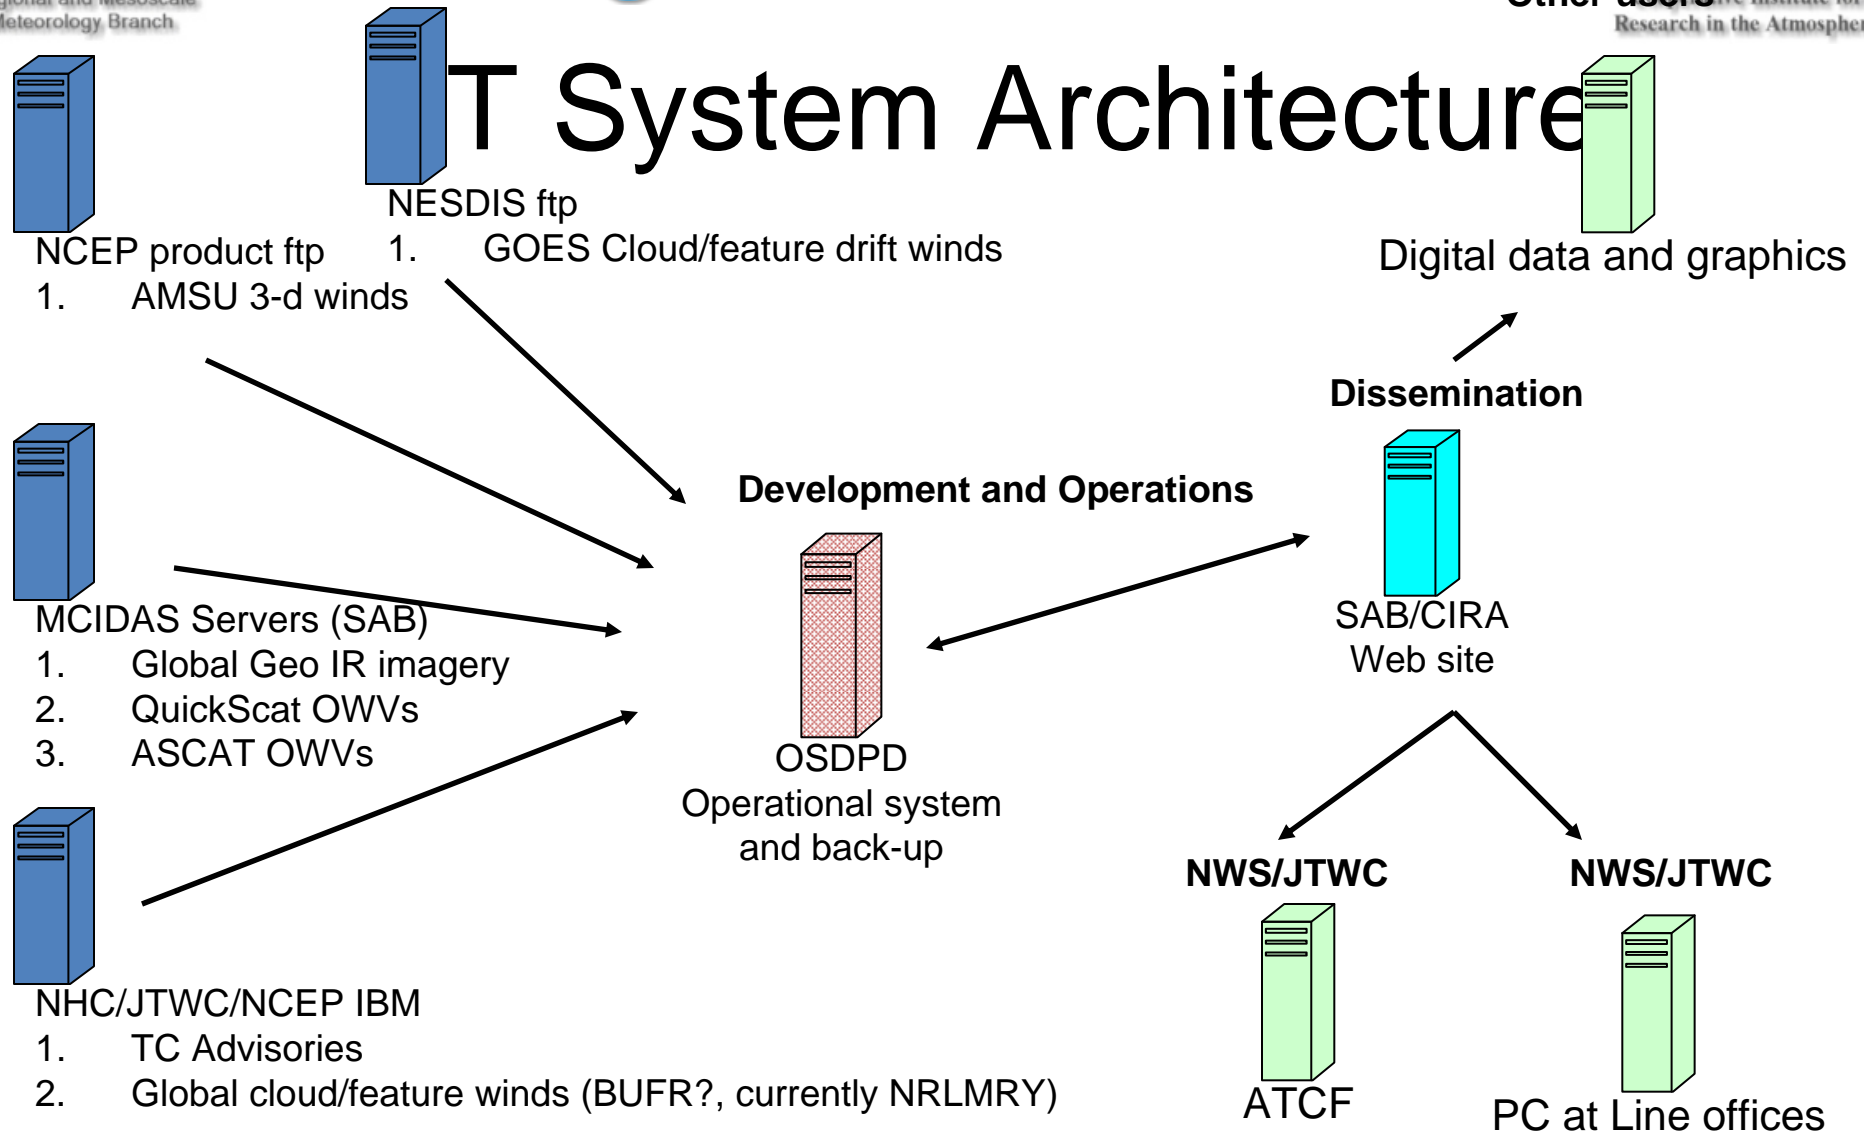 Meteorology Branch
Other users
Research in the
T System Architecture
NESDIS ftp
1. GOES Cloud/feature drift winds
NCEP product ftp
1. AMSU 3-d winds
Digital data and graphics
Dissemination
Development and Operations
MCIDAS Servers (SAB)
1. Global Geo IR imagery
2. QuickScat OWVs
3. ASCAT OWVs
SAB/CIRA
Web site
OSDPD
Operational system
and back-up
NWS/JTWC
NWS/JTWC
NHC/JTWC/NCEP IBM
1. TC Advisories
2. Global cloud/feature winds (BUFR?, currently NRLMRY)
ATCF
PC at Line offices